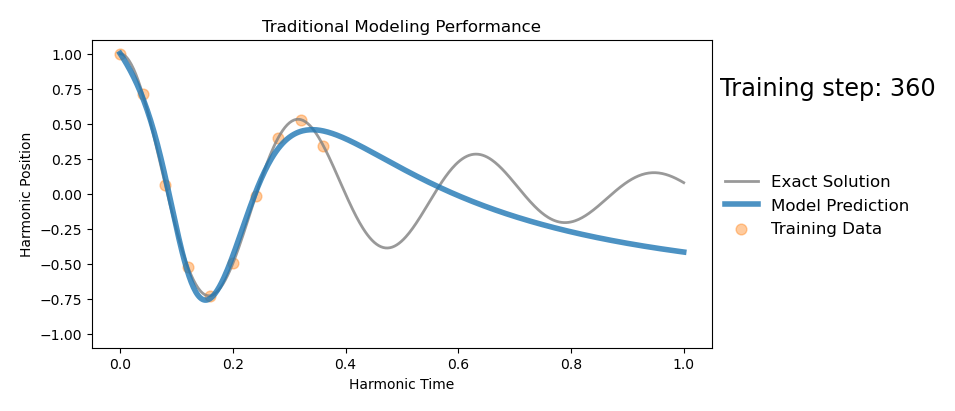 Traditional Modeling Performance
Training step: 360
Harmonic Position
1.00
0.75
0.50
0.25
0.00
−0.25
−0.50
−0.75
−1.00
0.0 0.2 0.4 0.6 0.8 1.0
Harmonic Time
Exact Solution
Model Prediction
Training Data